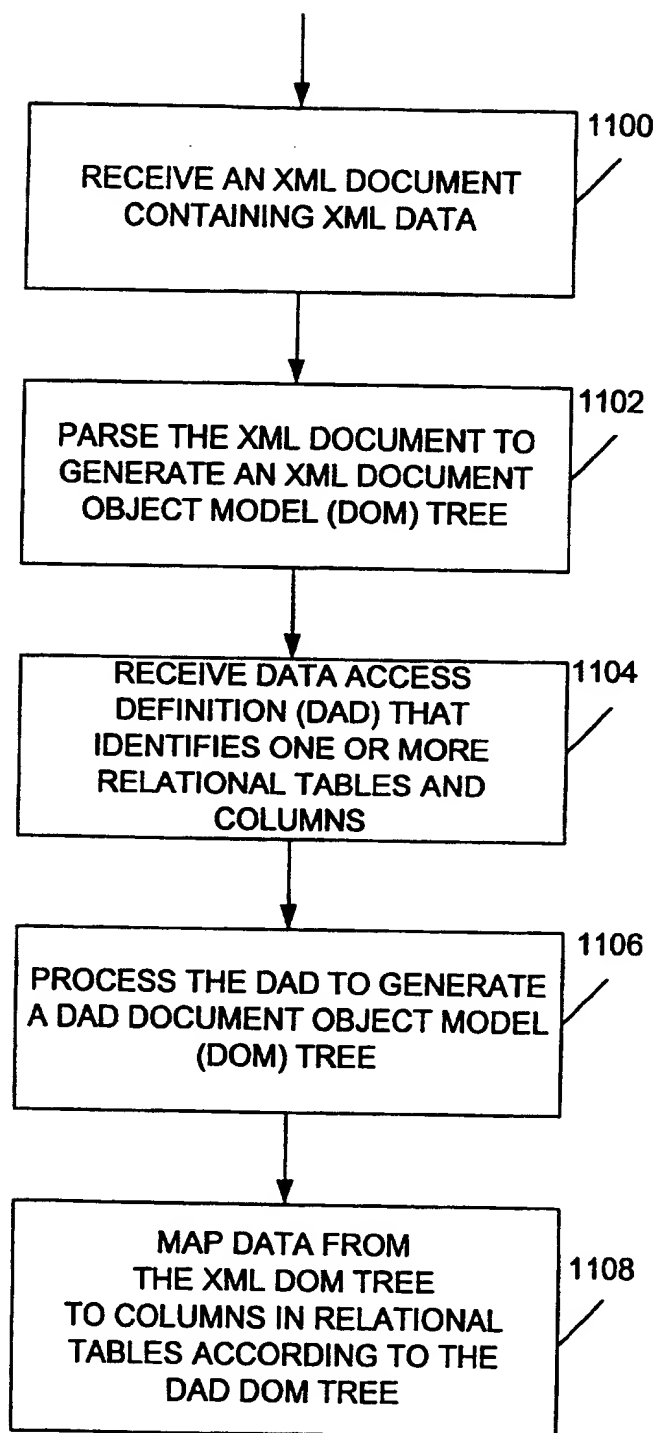 1100
RECEIVE AN XML DOCUMENT
CONTAINING XML DATA
1102
PARSE THE XML DOCUMENT TO
GENERATE AN XML DOCUMENT
OBJECT MODEL (DOM) TREE
1104
RECEIVE DATA ACCESS
DEFINITION (DAD) THAT
IDENTIFIES ONE OR MORE
RELATIONAL TABLES AND
COLUMNS
1106
PROCESS THE DAD TO GENERATE
A DAD DOCUMENT OBJECT MODEL
(DOM) TREE
1108
MAP DATA FROM
THE XML DOM TREE
TO COLUMNS IN RELATIONAL
TABLES ACCORDING TO THE
DAD DOM TREE